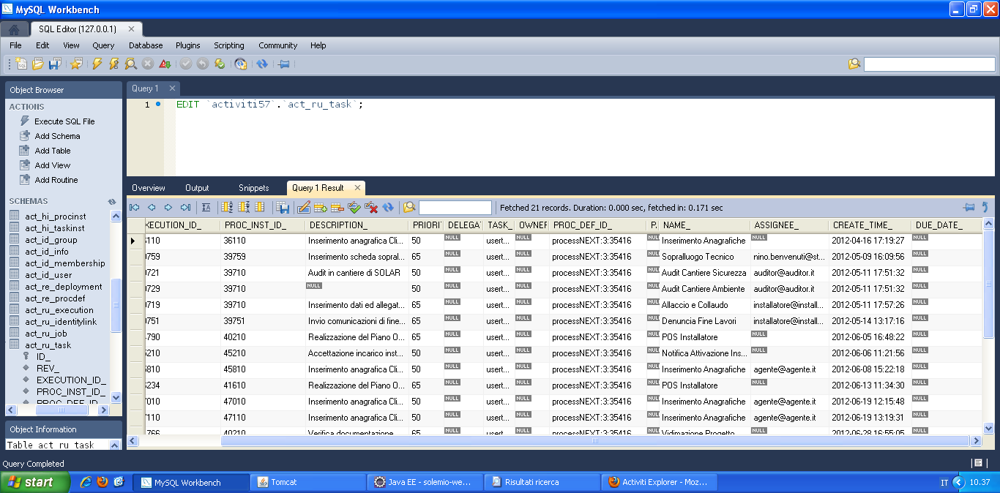 MySQL Workbench
SQL Editor (127.0.0.1)
File Edit View Query Database Plugins Scripting Community Help
Object Browser
Query 1
ACTIONS
Execute SQL File
Add Schema
Add Table
Add View
Add Routine
1 EDIT `activiti57`.`act_ru_task`;
SCHEMAS
act_hi_procinst
act_hi_taskinst
act_id_group
act_id_info
act_id_membership
act_id_user
act_re_deployment
act_re_procdef
act_ru_execution
act_ru_identitylink
act_ru_job
act_ru_task
ID_
REV_
EXECUTION_ID_
PROC_INST_ID_
PROC_DEF_ID_
Object Information
Table act_ru_task
Overview Output Snippets Query 1 Result
Fetched 21 records. Duration: 0.000 sec, fetched in: 0.171 sec
XECUTION_ID_ PROC_INST_ID_ DESCRIPTION_ PRIORI DELEGA TASK_ OWNER PROC_DEF_ID_ P. NAME_ ASSIGNEE_ CREATE_TIME_ DUE_DATE_
6110 36110 Inserimento anagrafica Cli... 50 NULL usert... NULL processNEXT:3:35416 NULL Inserimento Anagrafiche NULL 2012-04-16 17:19:27 NULL
9759 39759 Inserimento scheda sopral... 65 NULL usert... NULL processNEXT:3:35416 NULL Sopralluogo Tecnico nino.benvenuti@st... 2012-05-09 16:09:56 NULL
9721 39710 Audit in cantiere di SOLAR 50 NULL usert... NULL processNEXT:3:35416 NULL Audit Cantiere Sicurezza auditor@auditor.it 2012-05-11 17:51:32 NULL
9729 39710 NULL 50 NULL usert... NULL processNEXT:3:35416 NULL Audit Cantiere Ambiente auditor@auditor.it 2012-05-11 17:51:32 NULL
9719 39710 Inserimento dati ed allegat... 65 NULL usert... NULL processNEXT:3:35416 NULL Allaccio e Collaudo installatore@install... 2012-05-11 17:57:26 NULL
9751 39751 Invio comunicazioni di fine... 65 NULL usert... NULL processNEXT:3:35416 NULL Denuncia Fine Lavori installatore@install... 2012-05-14 13:17:16 NULL
4790 40210 Realizzazione del Piano O... 65 NULL usert... NULL processNEXT:3:35416 NULL POS Installatore NULL 2012-06-05 16:48:22 NULL
5210 45210 Accettazione incarico inst... 50 NULL usert... NULL processNEXT:3:35416 NULL Notifica Attivazione Ins... NULL 2012-06-06 11:21:56 NULL
5810 45810 Inserimento anagrafica Cli... 50 NULL usert... NULL processNEXT:3:35416 NULL Inserimento Anagrafiche agente@agente.it 2012-06-08 15:22:18 NULL
6234 41610 Realizzazione del Piano O... 65 NULL usert... NULL processNEXT:3:35416 NULL POS Installatore NULL 2012-06-13 11:34:30 NULL
7010 47010 Inserimento anagrafica Cli... 50 NULL usert... NULL processNEXT:3:35416 NULL Inserimento Anagrafiche agente@agente.it 2012-06-19 12:15:48 NULL
7110 47110 Inserimento anagrafica Cli... 50 NULL usert... NULL processNEXT:3:35416 NULL Inserimento Anagrafiche agente@agente.it 2012-06-19 13:19:31 NULL
4766 40210 Verifica documentazione 65 NULL usert... NULL processNEXT:3:35416 NULL Vidimazione Progetto NULL 2012-06-28 16:55:05 NULL
Query Completed
start MySQL Workbench Tomcat Java EE - solemio-we... Risultati ricerca Activiti Explorer - Moz... IT 10.37